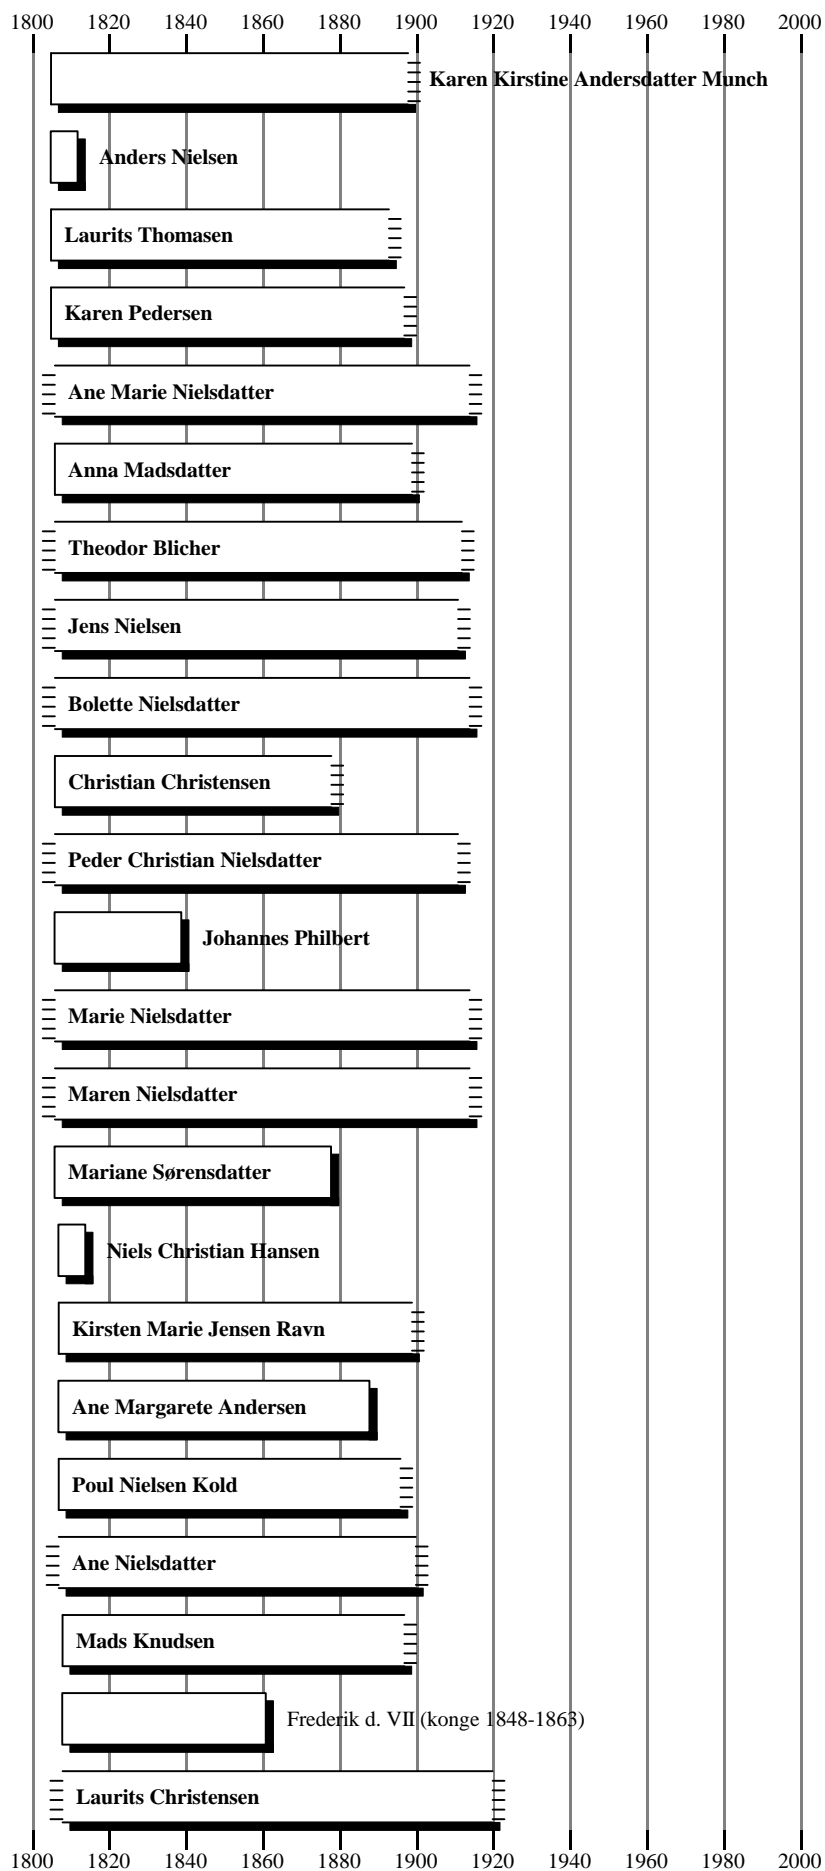 1800 1820 1840 1860 1880 1900 1920 1940 1960 1980 2000
Karen Kirstine Andersdatter Munch
Anders Nielsen
Laurits Thomasen
Karen Pedersen
Ane Marie Nielsdatter
Anna Madsdatter
Theodor Blicher
Jens Nielsen
Bolette Nielsdatter
Christian Christensen
Peder Christian Nielsdatter
Johannes Philbert
Marie Nielsdatter
Maren Nielsdatter
Mariane Sørensdatter
Niels Christian Hansen
Kirsten Marie Jensen Ravn
Ane Margarete Andersen
Poul Nielsen Kold
Ane Nielsdatter
Mads Knudsen
Frederik d. VII (konge 1848-1863)
Laurits Christensen
1800 1820 1840 1860 1880 1900 1920 1940 1960 1980 2000